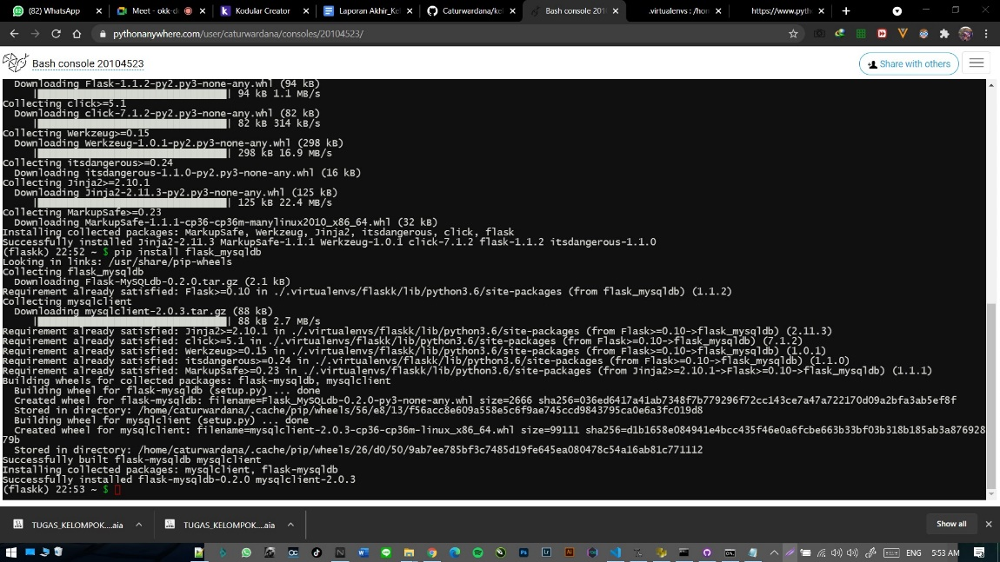 (82) WhatsApp
Meet - okk-d
Kodular Creator
Laporan Akhir_Ke
Caturwardana/kel
Bash console 201
.virtualenvs : /hom
https://www.pyth
pythonanywhere.com/user/caturwardana/consoles/20104523/
Bash console 20104523
Share with others
Downloading Flask-1.1.2-py2.py3-none-any.whl (94 kB)
94 kB 1.1 MB/s
Collecting click>=5.1
Downloading click-7.1.2-py2.py3-none-any.whl (82 kB)
82 kB 314 kB/s
Collecting Werkzeug>=0.15
Downloading Werkzeug-1.0.1-py2.py3-none-any.whl (298 kB)
298 kB 16.9 MB/s
Collecting itsdangerous>=0.24
Downloading itsdangerous-1.1.0-py2.py3-none-any.whl (16 kB)
Collecting Jinja2>=2.10.1
Downloading Jinja2-2.11.3-py2.py3-none-any.whl (125 kB)
125 kB 22.4 MB/s
Collecting MarkupSafe>=0.23
Downloading MarkupSafe-1.1.1-cp36-cp36m-manylinux2010_x86_64.whl (32 kB)
Installing collected packages: MarkupSafe, Werkzeug, Jinja2, itsdangerous, click, flask
Successfully installed Jinja2-2.11.3 MarkupSafe-1.1.1 Werkzeug-1.0.1 click-7.1.2 flask-1.1.2 itsdangerous-1.1.0
(flaskk) 22:52 ~ $ pip install flask_mysqldb
Looking in links: /usr/share/pip-wheels
Collecting flask_mysqldb
Downloading Flask-MySQLdb-0.2.0.tar.gz (2.1 kB)
Requirement already satisfied: Flask>=0.10 in ./.virtualenvs/flaskk/lib/python3.6/site-packages (from flask_mysqldb) (1.1.2)
Collecting mysqlclient
Downloading mysqlclient-2.0.3.tar.gz (88 kB)
88 kB 2.7 MB/s
Requirement already satisfied: Jinja2>=2.10.1 in ./.virtualenvs/flaskk/lib/python3.6/site-packages (from Flask>=0.10->flask_mysqldb) (2.11.3)
Requirement already satisfied: click>=5.1 in ./.virtualenvs/flaskk/lib/python3.6/site-packages (from Flask>=0.10->flask_mysqldb) (7.1.2)
Requirement already satisfied: Werkzeug>=0.15 in ./.virtualenvs/flaskk/lib/python3.6/site-packages (from Flask>=0.10->flask_mysqldb) (1.0.1)
Requirement already satisfied: itsdangerous>=0.24 in ./.virtualenvs/flaskk/lib/python3.6/site-packages (from Flask>=0.10->flask_mysqldb) (1.1.0)
Requirement already satisfied: MarkupSafe>=0.23 in ./.virtualenvs/flaskk/lib/python3.6/site-packages (from Jinja2>=2.10.1->Flask>=0.10->flask_mysqldb) (1.1.1)
Building wheels for collected packages: flask-mysqldb, mysqlclient
Building wheel for flask-mysqldb (setup.py) ... done
Created wheel for flask-mysqldb: filename=Flask_MySQLdb-0.2.0-py3-none-any.whl size=2666 sha256=036ed6417a41ab7348f7b779296f72cc143ce7a47a722170d09a2bfa3ab5ef8f
Stored in directory: /home/caturwardana/.cache/pip/wheels/56/e8/13/f56acc8e609a558e5c6f9ae745ccd9843795ca0e6a3fc013d8
Building wheel for mysqlclient (setup.py) ... done
Created wheel for mysqlclient: filename=mysqlclient-2.0.3-cp36-cp36m-linux_x86_64.whl size=99111 sha256=d1b1658e084941e4bcc435f46e0a6fcbe663b33bf03b318b185ab3a876928
79b
Stored in directory: /home/caturwardana/.cache/pip/wheels/26/d0/50/9ab7ee785bf3c7485d19fe645ea080478c54a16ab81c771112
Successfully built flask-mysqldb mysqlclient
Installing collected packages: mysqlclient, flask-mysqldb
Successfully installed flask-mysqldb-0.2.0 mysqlclient-2.0.3
(flaskk) 22:53 ~ $
TUGAS_KELOMPOK....aia
TUGAS_KELOMPOK....aia
Show all
ENG
5:53 AM